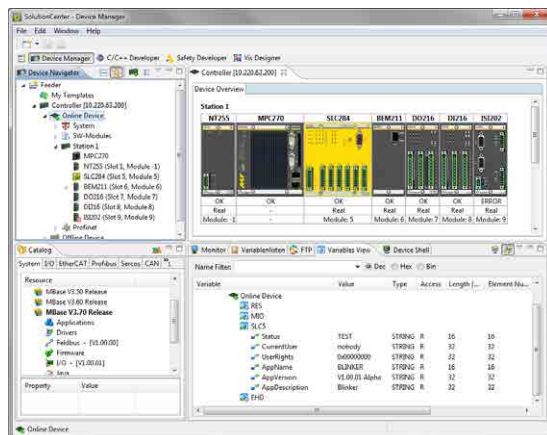 SolutionCenter - Device Manager
File Edit Window Help
Device Manager C/C++ Developer Safety Developer Vis Designer
Device Navigator
Feeder
My Templates
Controller [10.220.63.200]
Online Device
System
SW-Modules
Station 1
MPC270
NT255 (Slot 1, Module -1)
SLC284 (Slot 5, Module 5)
BEM211 (Slot 6, Module 6)
DO216 (Slot 7, Module 7)
DI216 (Slot 8, Module 8)
ISI202 (Slot 9, Module 9)
Profinet
Offline Device
Controller [10.220.63.200]
Device Overview
Station 1
NT255 MPC270 SLC284 BEM211 DO216 DI216 ISI202
OK OK OK OK OK OK ERROR
Real - Real Real Real Real Real
Module: -1 - Module: 5 Module: 6 Module: 7 Module: 8 Module: 9
Catalog
System I/O EtherCAT Profibus Sercos CAN
Resource
MBase V3.50 Release
MBase V3.60 Release
MBase V3.70 Release
Applications
Drivers
Feldbus - [V1.00.00]
Firmware
I/O - [V1.00.01]
Java
Property Value
Monitor Variablenlisten FTP Variables View Device Shell
Name Filter: Dec Hex Bin
Variable Value Type Access Length [... Element Nu...
Online Device
RES
MIO
SLC5
Status TEST STRING R 16 16
CurrentUser nobody STRING R 32 32
UserRights 0x00000000 STRING R 32 32
AppName BLINKER STRING R 16 16
AppVersion V1.00.01 Alpha STRING R 32 32
AppDescription Blinker STRING R 32 32
EHD
Online Device